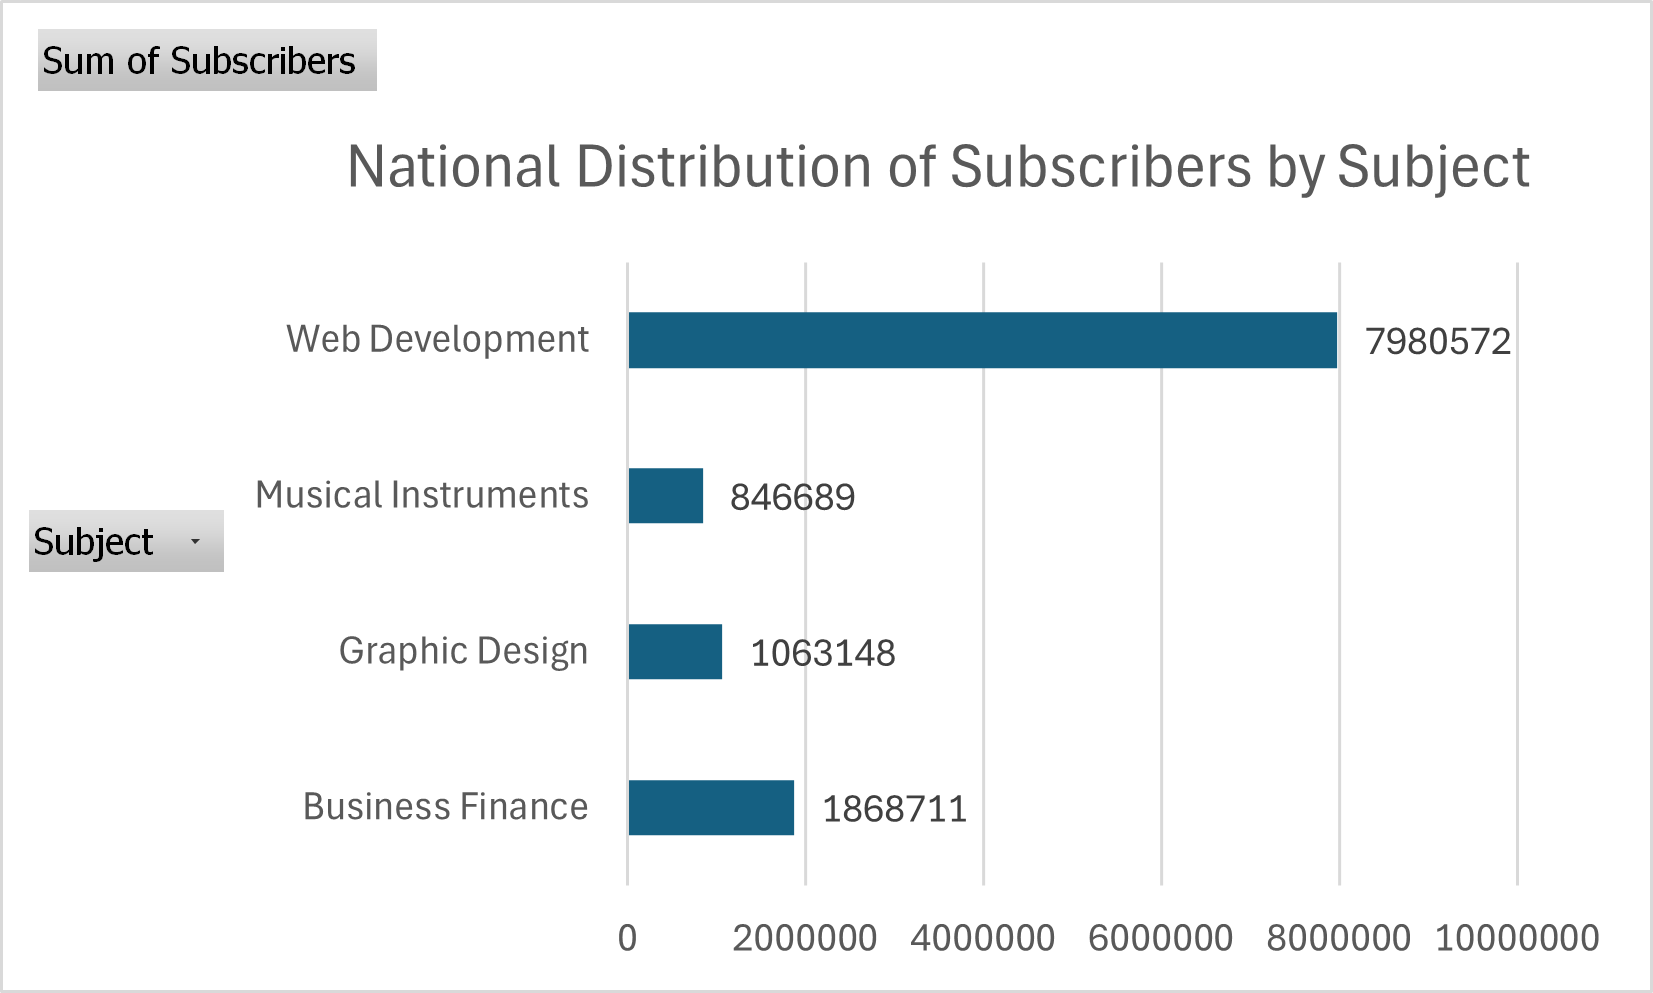 Sum of Subscribers
National Distribution of Subscribers by Subject
Web Development 7980572
Musical Instruments 846689
Subject
Graphic Design 1063148
Business Finance 1868711
0 2000000 4000000 6000000 8000000 10000000